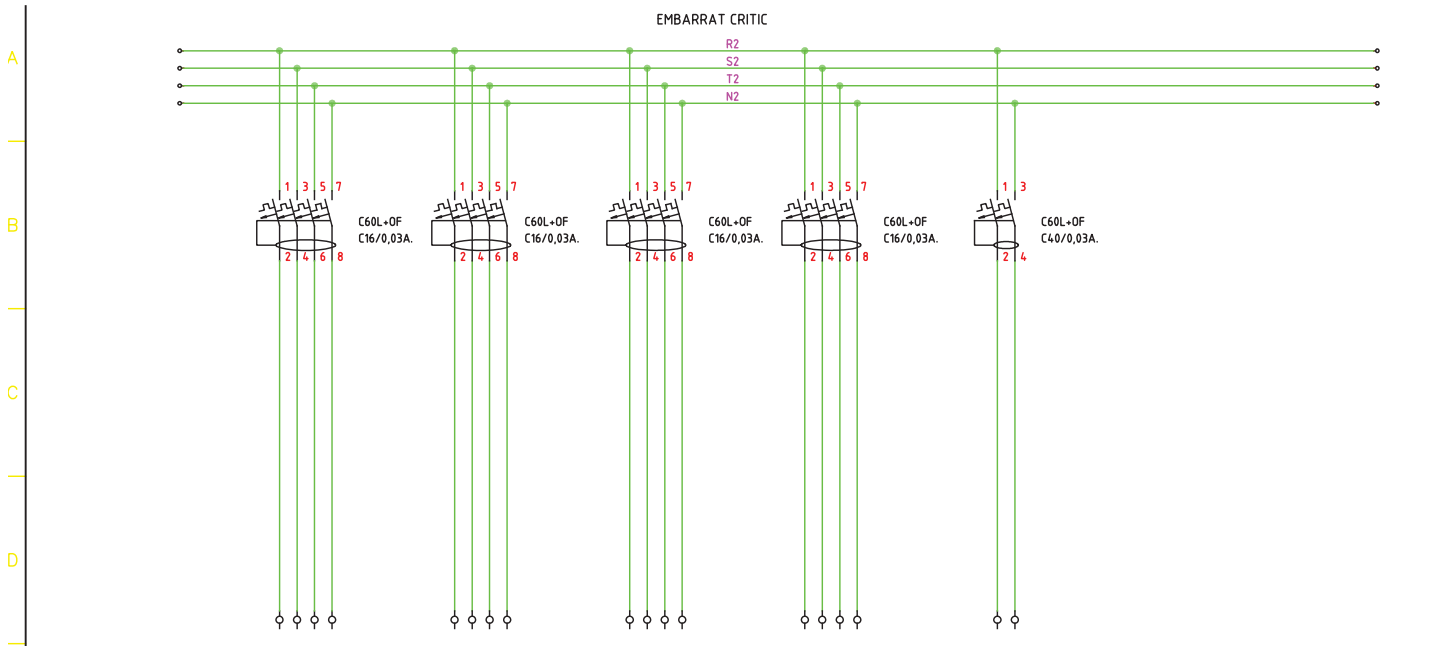 EMBARRAT CRITIC
A
R2
S2
T2
N2
1 3 5 7
1 3 5 7
1 3 5 7
1 3 5 7
1 3
B
C60L+OF
C16/0,03A.
C60L+OF
C16/0,03A.
C60L+OF
C16/0,03A.
C60L+OF
C16/0,03A.
C60L+OF
C40/0,03A.
2 4 6 8
2 4 6 8
2 4 6 8
2 4 6 8
2 4
C
D